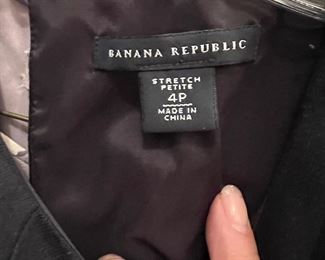 BANANA REPUBLIC
STRETCH
PETITE
4P
MADE IN
CHINA